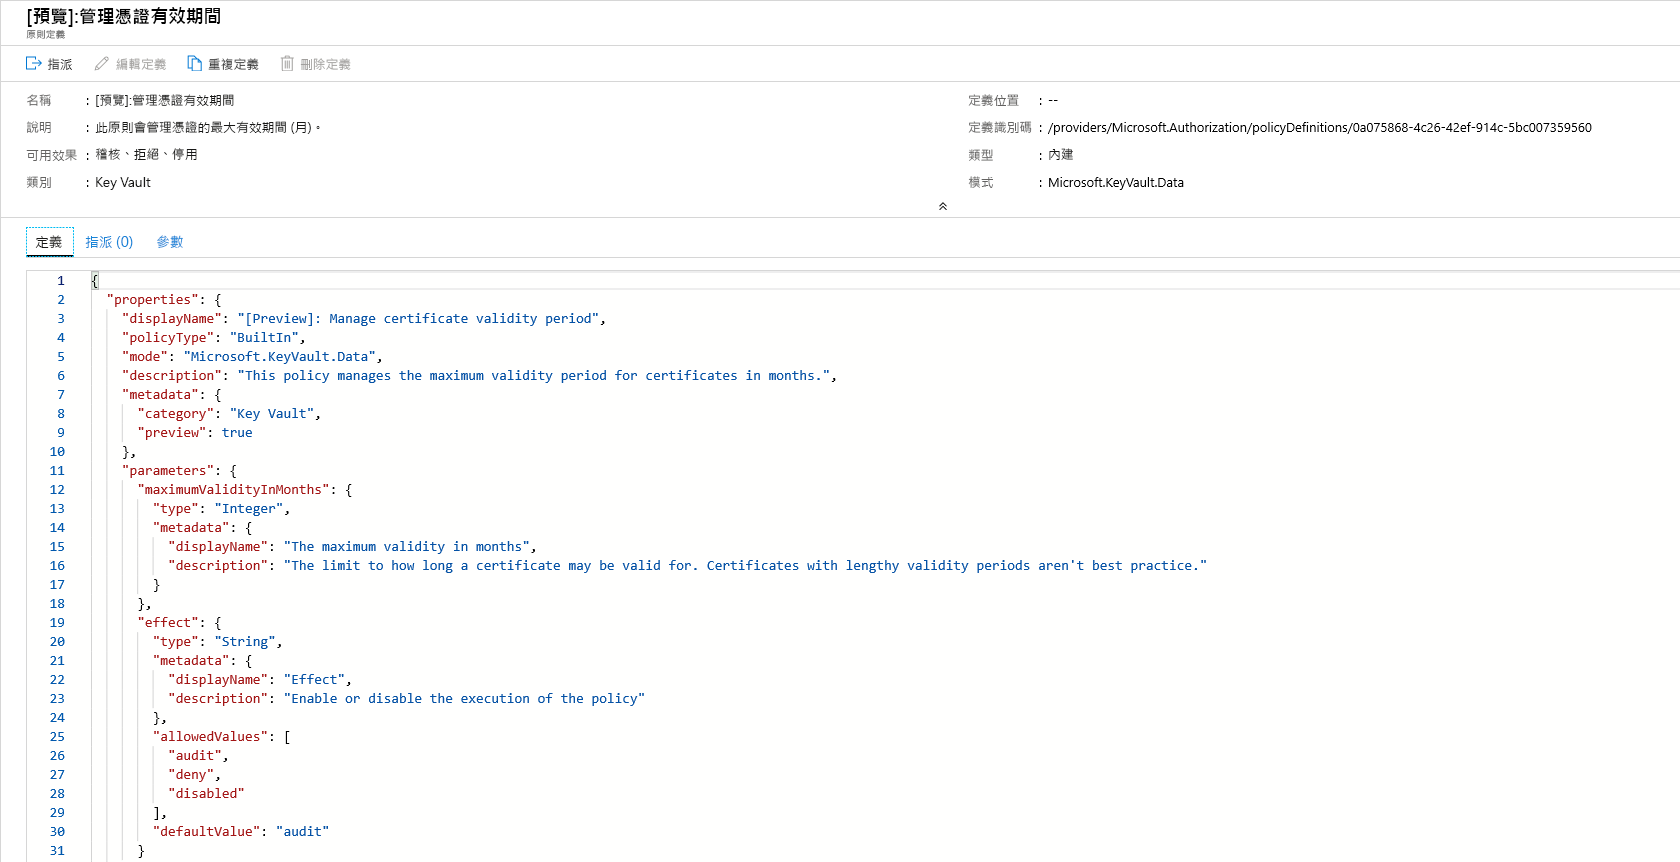 [預覽]:管理憑證有效期間
原則定義
指派 編輯定義 重複定義 刪除定義
名稱 : [預覽]:管理憑證有效期間
說明 : 此原則會管理憑證的最大有效期間 (月)。
可用效果 : 稽核、拒絕、停用
類別 : Key Vault
定義位置 : --
定義識別碼 : /providers/Microsoft.Authorization/policyDefinitions/0a075868-4c26-42ef-914c-5bc007359560
類型 : 內建
模式 : Microsoft.KeyVault.Data
定義 指派 (0) 參數
1 {
2 "properties": {
3 "displayName": "[Preview]: Manage certificate validity period",
4 "policyType": "BuiltIn",
5 "mode": "Microsoft.KeyVault.Data",
6 "description": "This policy manages the maximum validity period for certificates in months.",
7 "metadata": {
8 "category": "Key Vault",
9 "preview": true
10 },
11 "parameters": {
12 "maximumValidityInMonths": {
13 "type": "Integer",
14 "metadata": {
15 "displayName": "The maximum validity in months",
16 "description": "The limit to how long a certificate may be valid for. Certificates with lengthy validity periods aren't best practice."
17 }
18 },
19 "effect": {
20 "type": "String",
21 "metadata": {
22 "displayName": "Effect",
23 "description": "Enable or disable the execution of the policy"
24 },
25 "allowedValues": [
26 "audit",
27 "deny",
28 "disabled"
29 ],
30 "defaultValue": "audit"
31 }